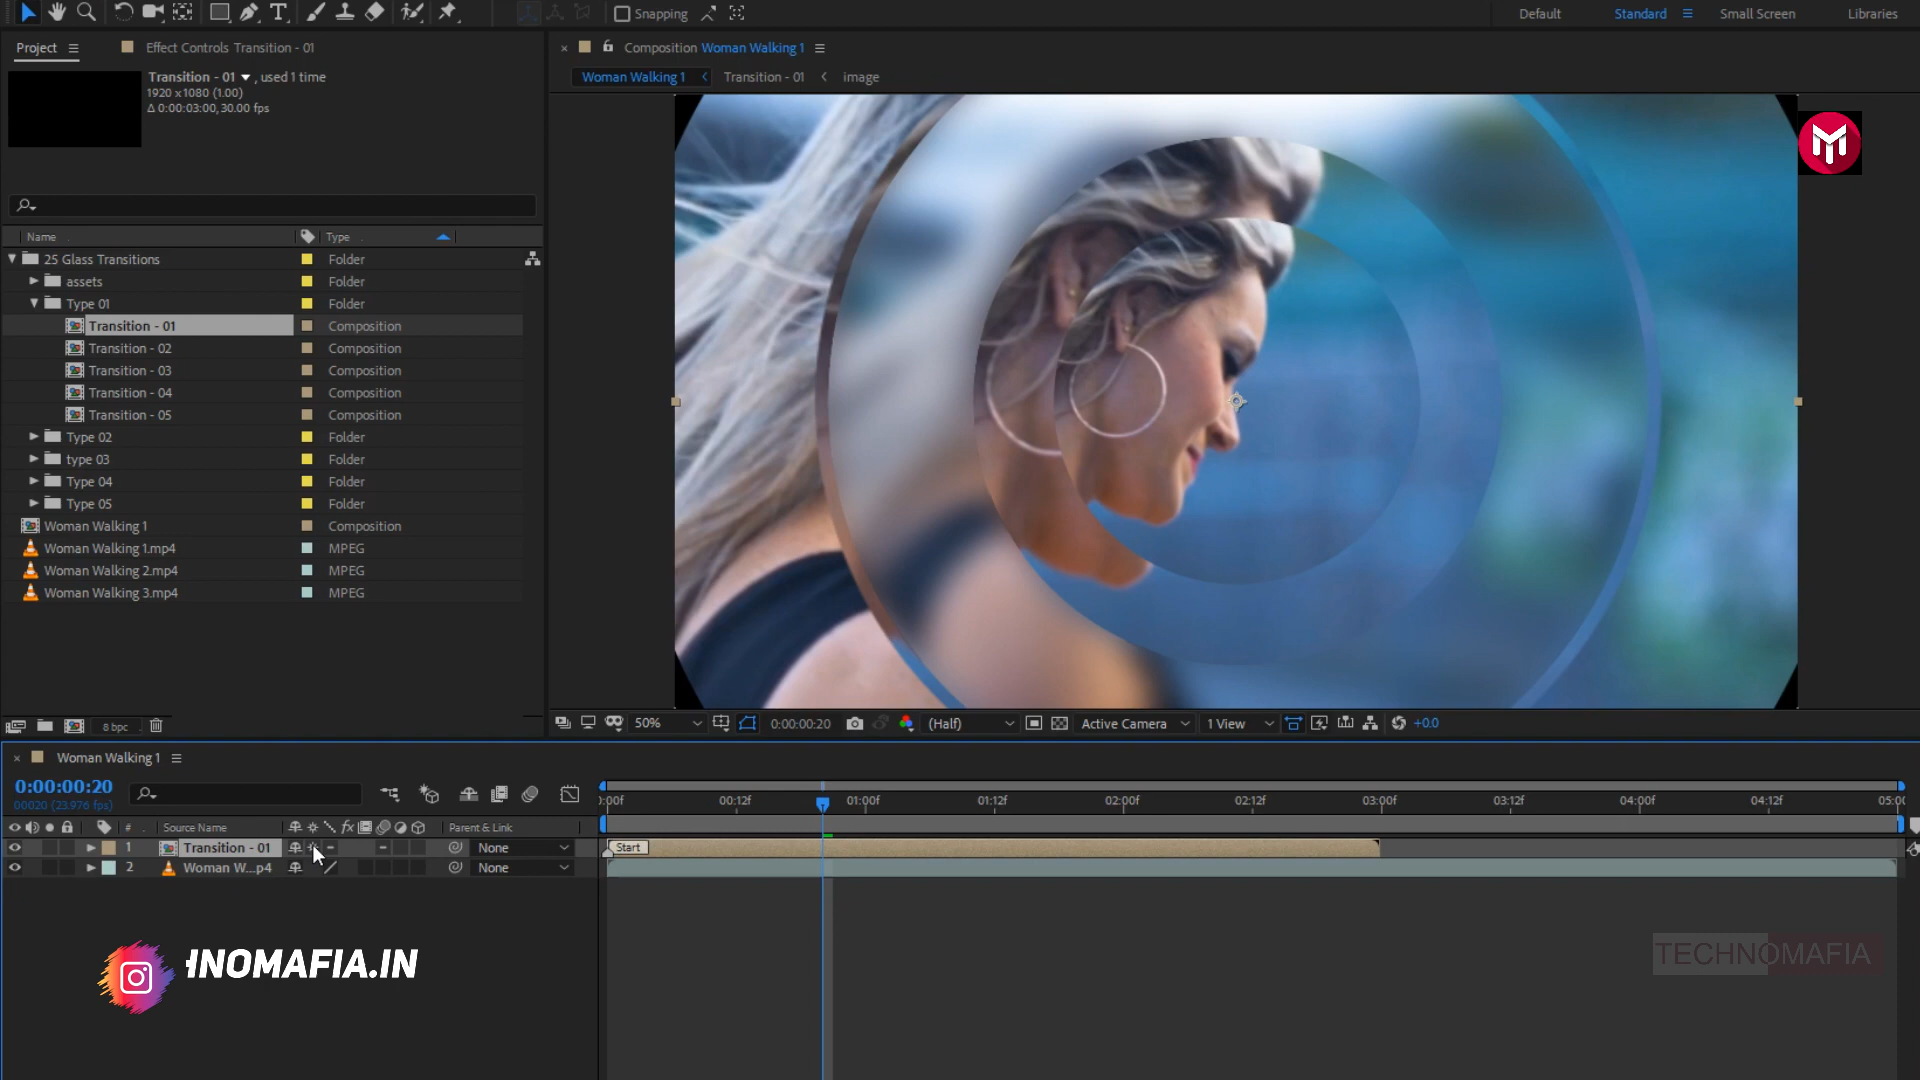 Snapping
Default
Standard
Small Screen
Libraries
Project
Effect Controls Transition - 01
Composition Woman Walking 1
Transition - 01 , used 1 time
1920 x 1080 (1.00)
Δ 0:00:03:00, 30.00 fps
Woman Walking 1
Transition - 01
image
Name
Type
25 Glass Transitions Folder
assets Folder
Type 01 Folder
Transition - 01 Composition
Transition - 02 Composition
Transition - 03 Composition
Transition - 04 Composition
Transition - 05 Composition
Type 02 Folder
type 03 Folder
Type 04 Folder
Type 05 Folder
Woman Walking 1 Composition
Woman Walking 1.mp4 MPEG
Woman Walking 2.mp4 MPEG
Woman Walking 3.mp4 MPEG
8 bpc
50%
0:00:00:20
(Half)
Active Camera
1 View
+0.0
Woman Walking 1
0:00:00:20
00020 (23.976 fps)
:00f 00:12f 01:00f 01:12f 02:00f 02:12f 03:00f 03:12f 04:00f 04:12f 05:00
# Source Name fx Parent & Link
1 Transition - 01 None Start
2 Woman W...p4 None
INOMAFIA.IN
TECHNOMAFIA